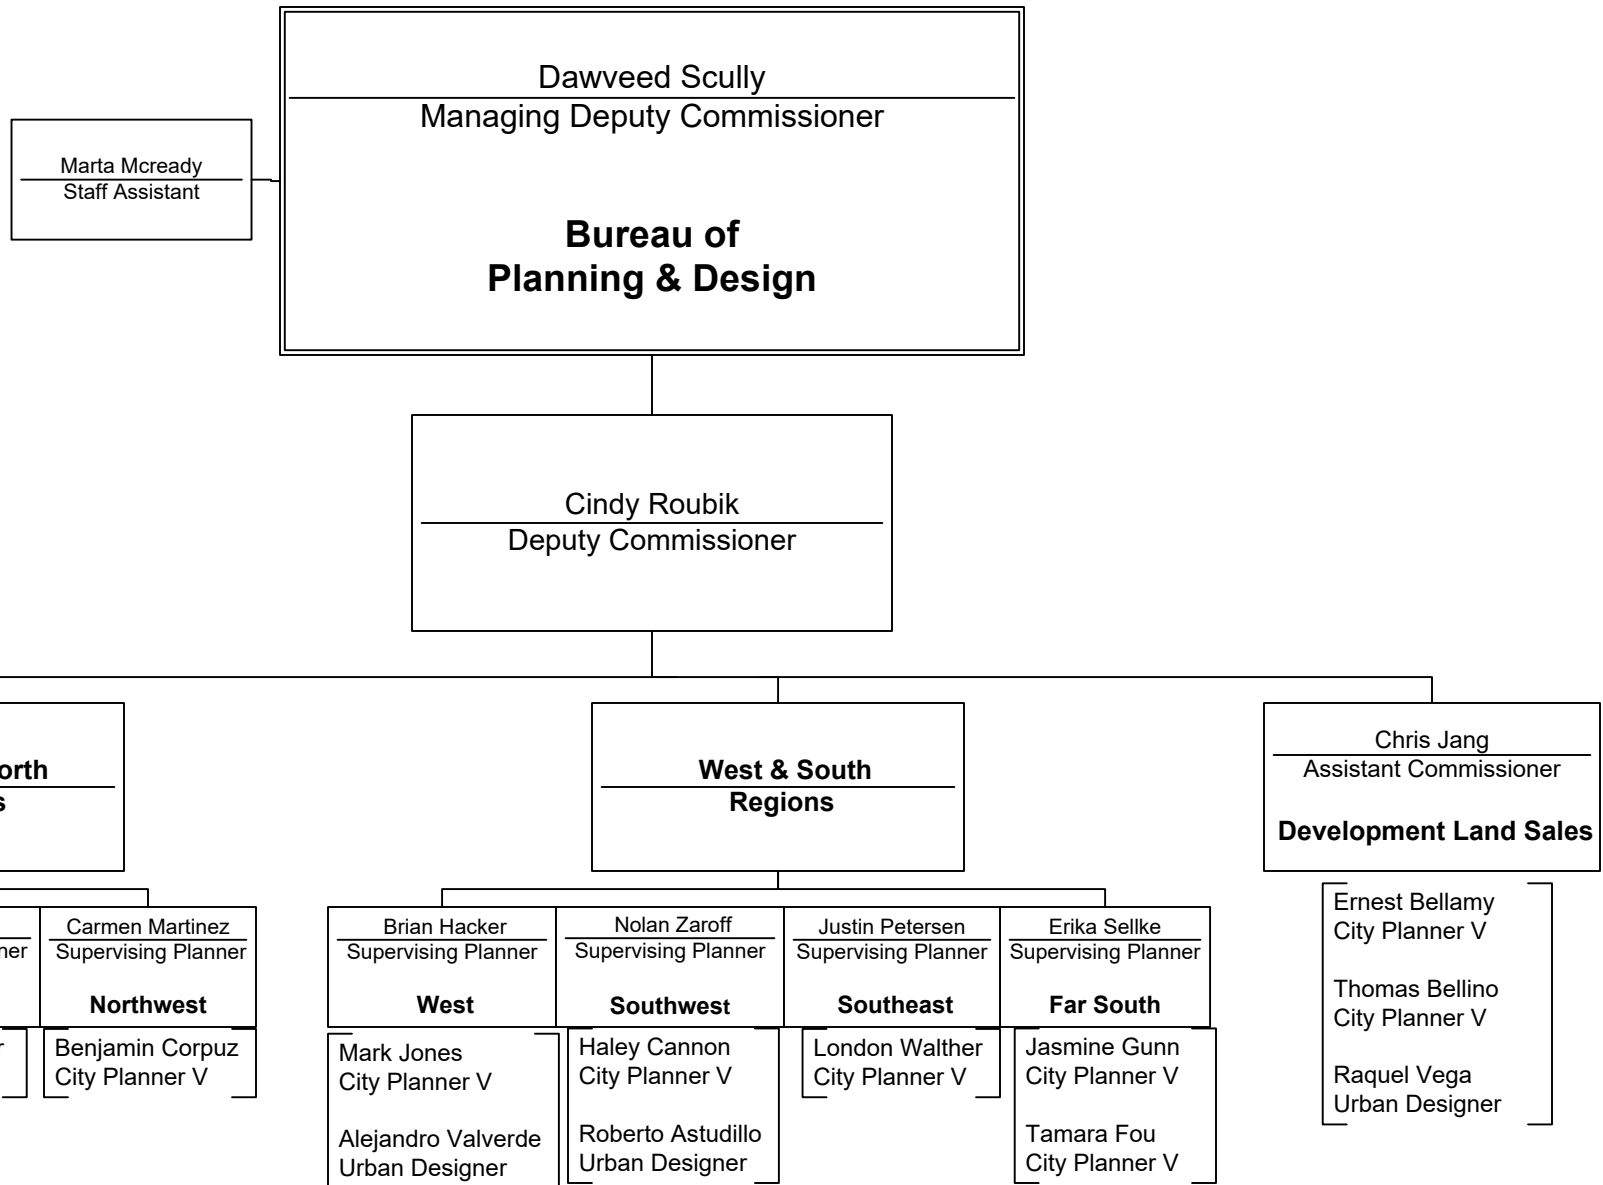 Dawveed Scully
Managing Deputy Commissioner
Marta Mcready
Staff Assistant
Bureau of
Planning & Design
Cindy Roubik
Deputy Commissioner
orth
s
West & South
Regions
Chris Jang
Assistant Commissioner
Development Land Sales
ner
r
Carmen Martinez
Supervising Planner
Northwest
Benjamin Corpuz
City Planner V
Brian Hacker
Supervising Planner
West
Mark Jones
City Planner V
Alejandro Valverde
Urban Designer
Nolan Zaroff
Supervising Planner
Southwest
Haley Cannon
City Planner V
Roberto Astudillo
Urban Designer
Justin Petersen
Supervising Planner
Southeast
London Walther
City Planner V
Erika Sellke
Supervising Planner
Far South
Jasmine Gunn
City Planner V
Tamara Fou
City Planner V
Ernest Bellamy
City Planner V
Thomas Bellino
City Planner V
Raquel Vega
Urban Designer